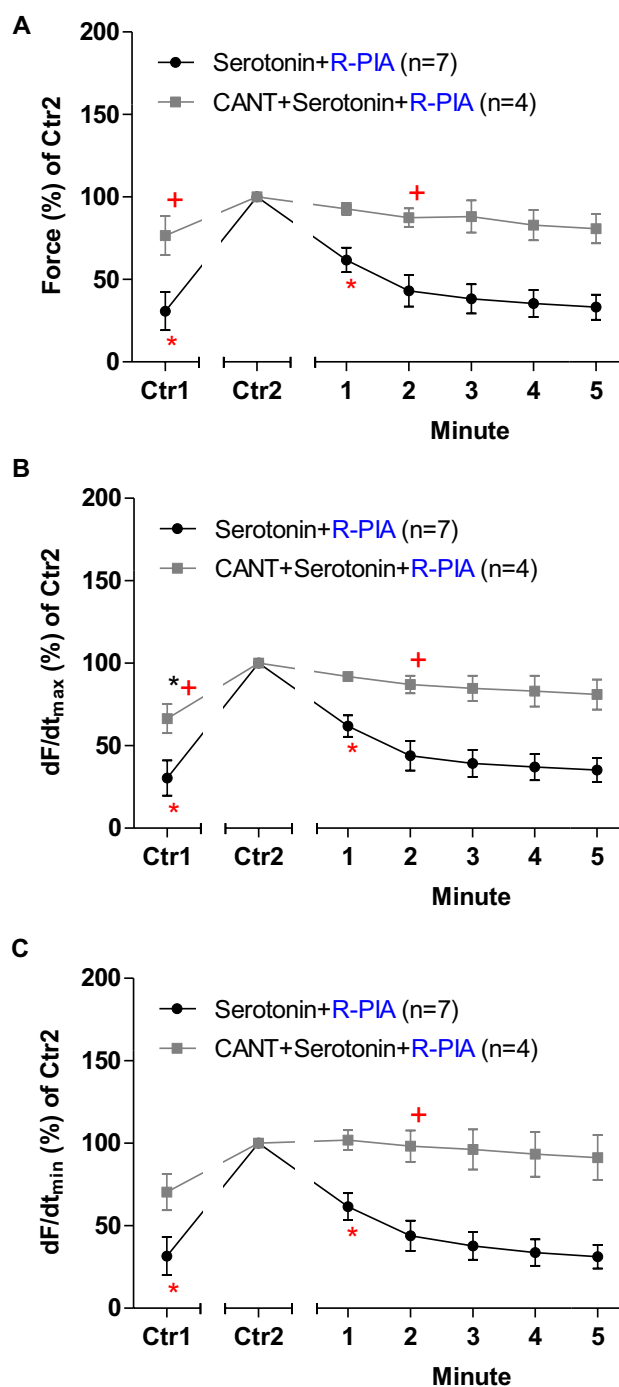 A
200
150
100
50
0
Force (%) of Ctr2
Serotonin+R-PIA (n=7)
CANT+Serotonin+R-PIA (n=4)
+
+
*
*
Ctr1 Ctr2 1 2 3 4 5
Minute
B
200
150
100
50
0
dF/dtmax (%) of Ctr2
Serotonin+R-PIA (n=7)
CANT+Serotonin+R-PIA (n=4)
+
*+
*
*
Ctr1 Ctr2 1 2 3 4 5
Minute
C
200
150
100
50
0
dF/dtmin (%) of Ctr2
Serotonin+R-PIA (n=7)
CANT+Serotonin+R-PIA (n=4)
+
*
*
Ctr1 Ctr2 1 2 3 4 5
Minute